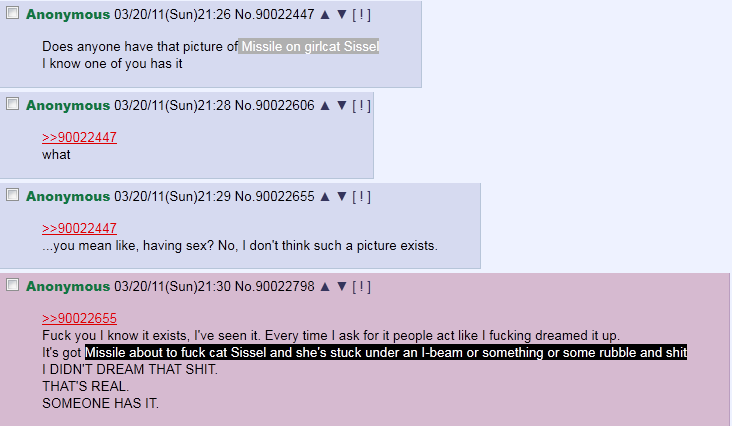 Anonymous 03/20/11(Sun)21:26 No.90022447 ▲ ▼ [ ! ]
Does anyone have that picture of Missile on girlcat Sissel
I know one of you has it
Anonymous 03/20/11(Sun)21:28 No.90022606 ▲ ▼ [ ! ]
>>90022447
what
Anonymous 03/20/11(Sun)21:29 No.90022655 ▲ ▼ [ ! ]
>>90022447
...you mean like, having sex? No, I don't think such a picture exists.
Anonymous 03/20/11(Sun)21:30 No.90022798 ▲ ▼ [ ! ]
>>90022655
Fuck you I know it exists, I've seen it. Every time I ask for it people act like I fucking dreamed it up.
It's got Missile about to fuck cat Sissel and she's stuck under an I-beam or something or some rubble and shit
I DIDN'T DREAM THAT SHIT.
THAT'S REAL.
SOMEONE HAS IT.